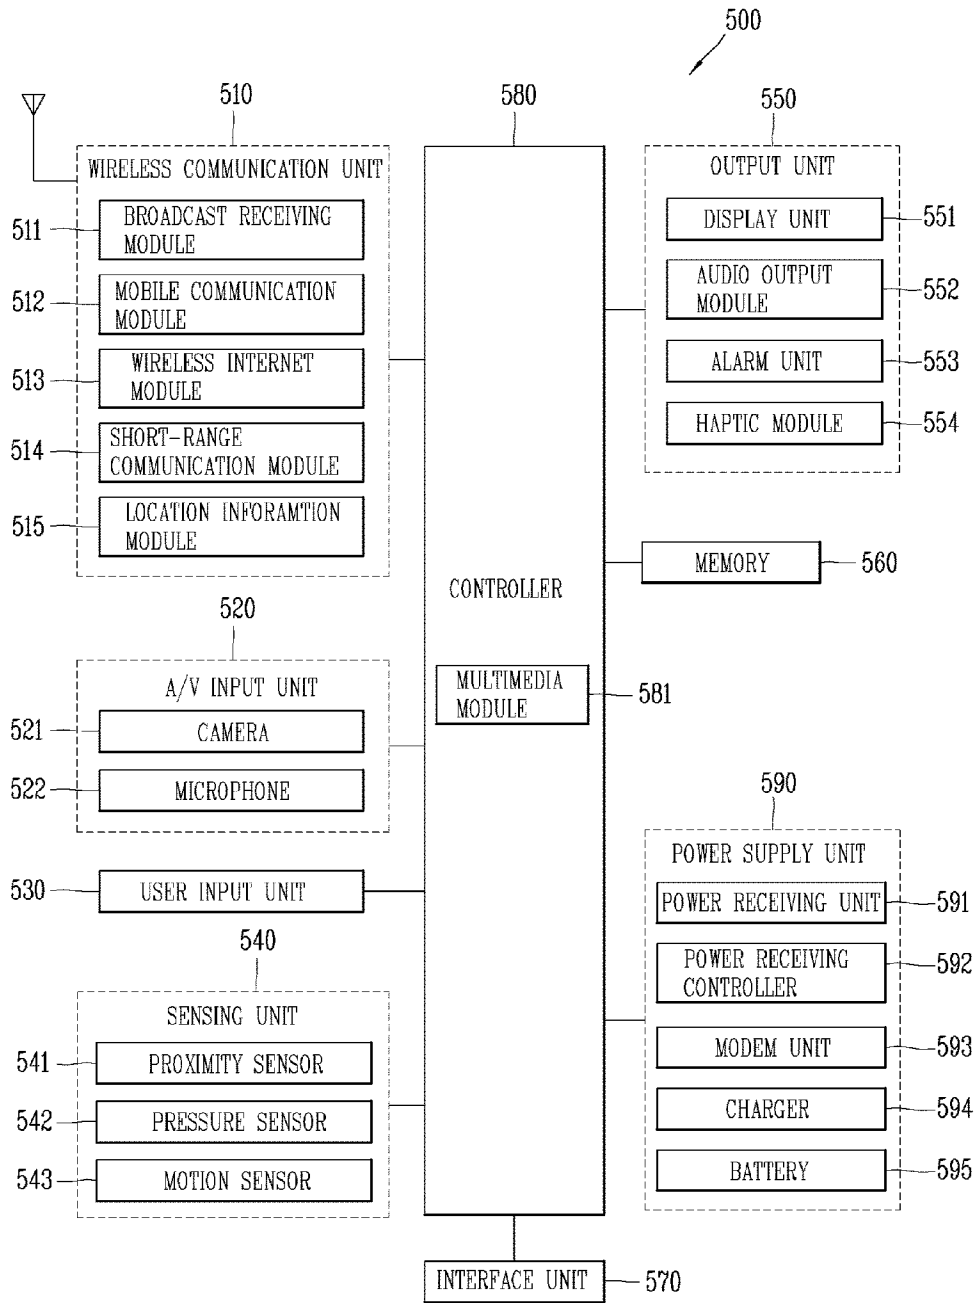 500
510
580
550
WIRELESS COMMUNICATION UNIT
511
BROADCAST RECEIVING
MODULE
512
MOBILE COMMUNICATION
MODULE
513
WIRELESS INTERNET
MODULE
514
SHORT-RANGE
COMMUNICATION MODULE
515
LOCATION INFORAMTION
MODULE
520
A/V INPUT UNIT
521
CAMERA
522
MICROPHONE
530
USER INPUT UNIT
540
SENSING UNIT
541
PROXIMITY SENSOR
542
PRESSURE SENSOR
543
MOTION SENSOR
CONTROLLER
MULTIMEDIA
MODULE
581
OUTPUT UNIT
DISPLAY UNIT
551
AUDIO OUTPUT
MODULE
552
ALARM UNIT
553
HAPTIC MODULE
554
MEMORY
560
590
POWER SUPPLY UNIT
POWER RECEIVING UNIT
591
POWER RECEIVING
CONTROLLER
592
MODEM UNIT
593
CHARGER
594
BATTERY
595
INTERFACE UNIT
570